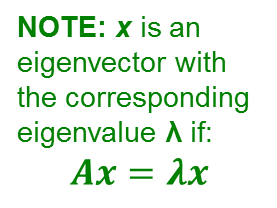 NOTE: x is an
eigenvector with
the corresponding
eigenvalue λ if:
Ax = λx